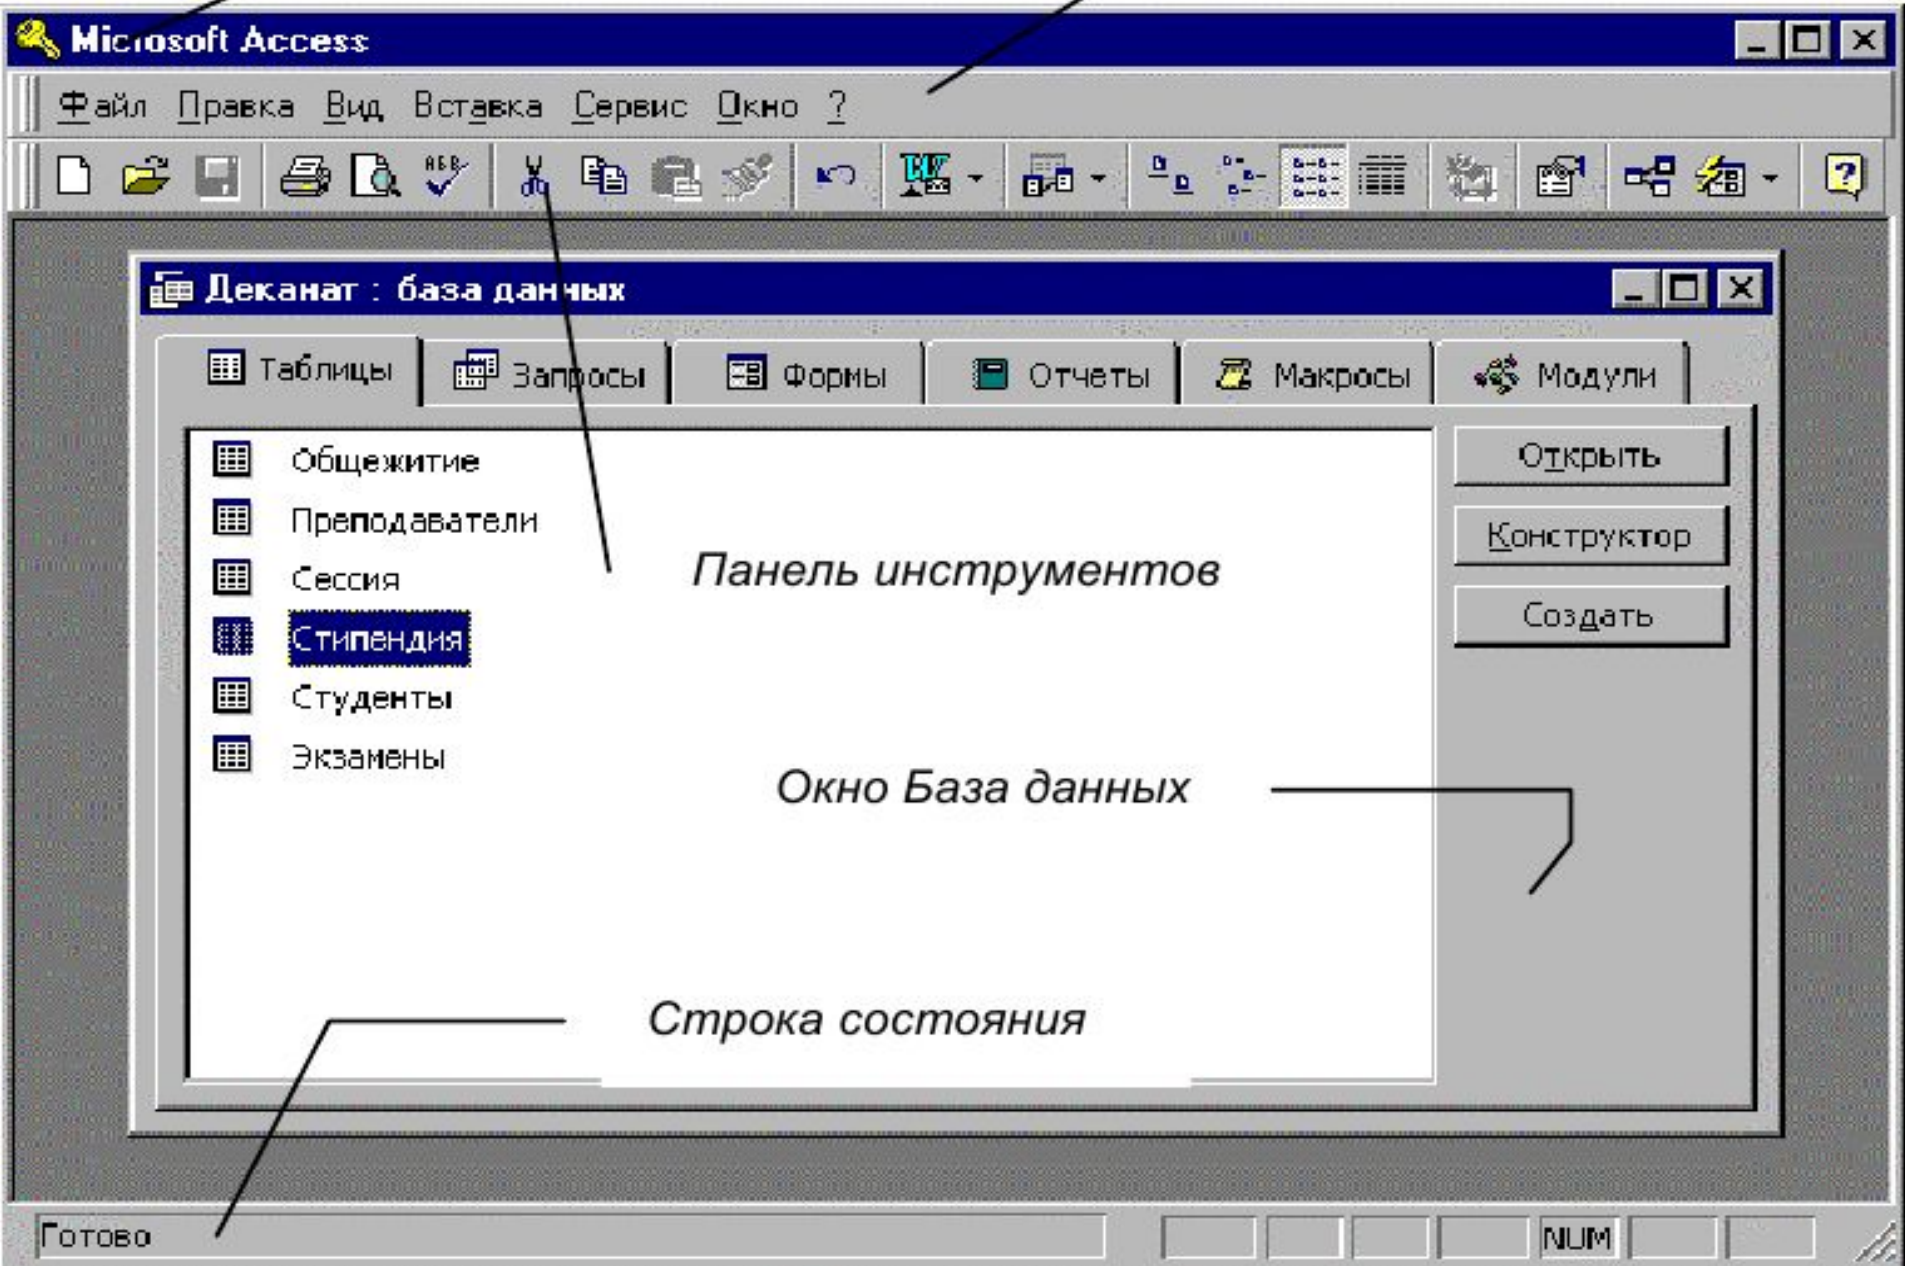 Microsoft Access
Файл Правка Вид Вставка Сервис Окно ?
Деканат : база данных
Таблицы Запросы Формы Отчеты Макросы Модули
Общежитие
Преподаватели
Сессия
Стипендия
Студенты
Экзамены
Открыть
Конструктор
Создать
Панель инструментов
Окно База данных
Строка состояния
Готово NUM